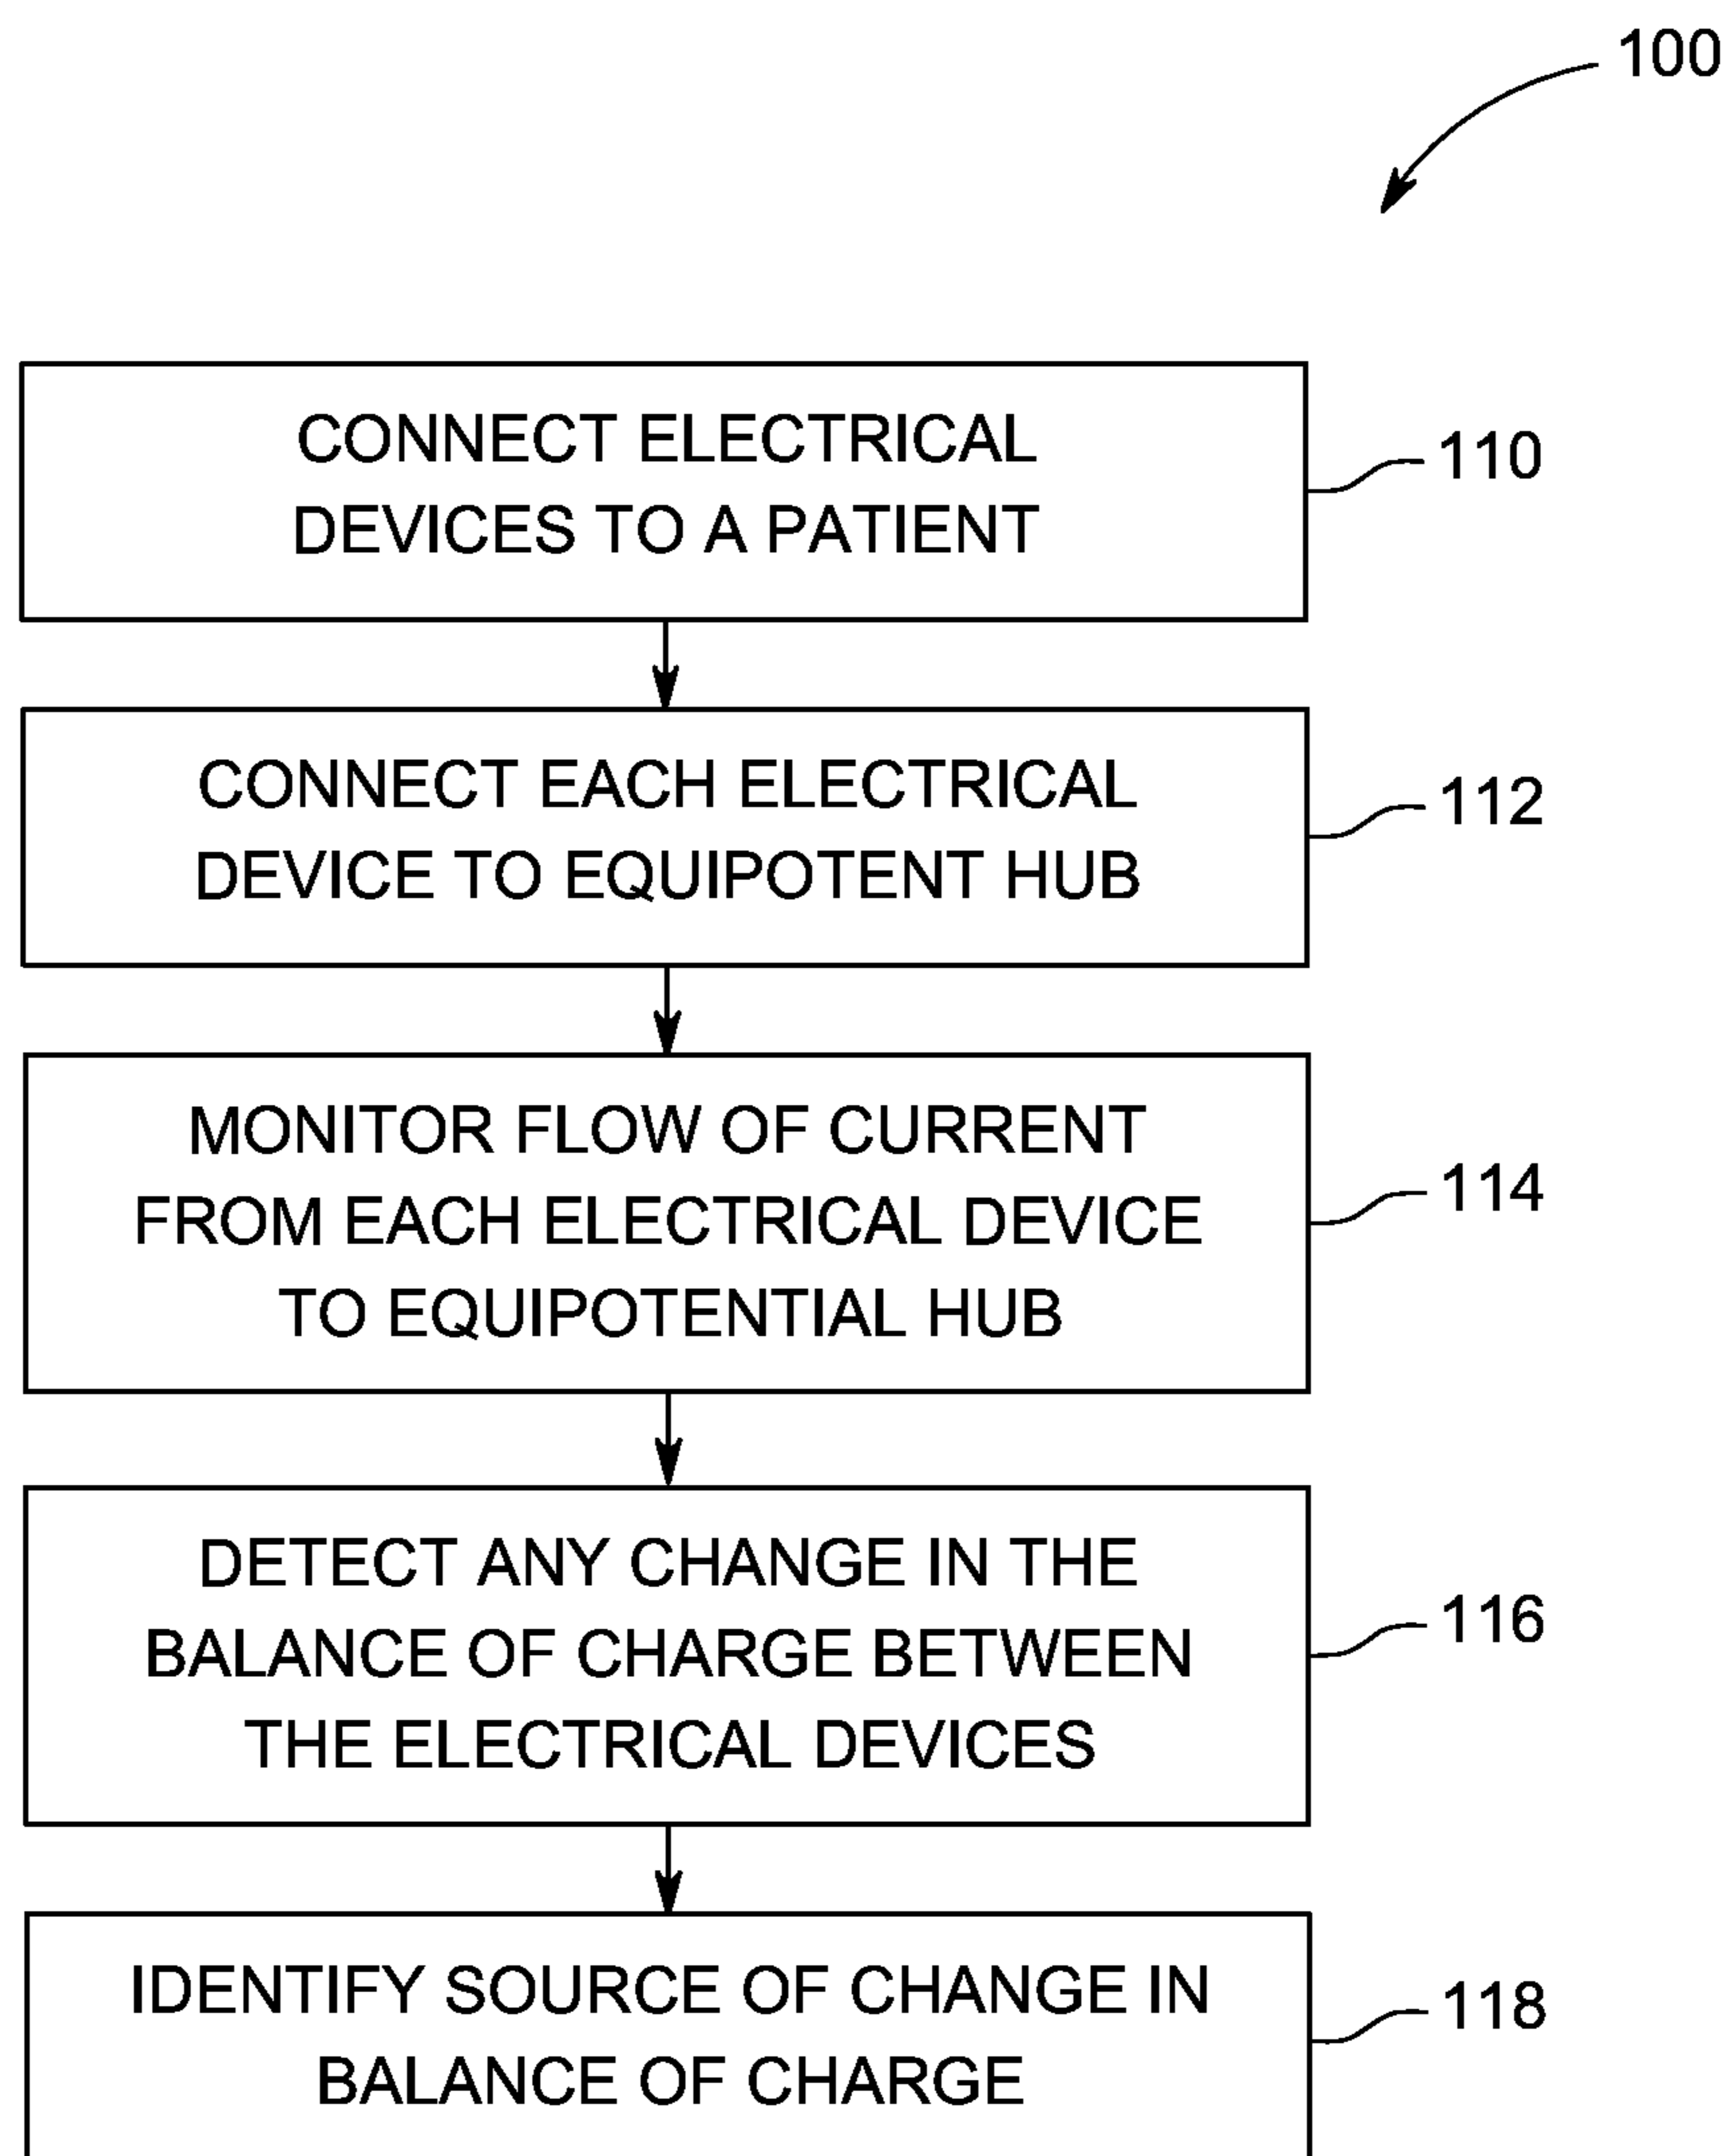 100
CONNECT ELECTRICAL
DEVICES TO A PATIENT
110
CONNECT EACH ELECTRICAL
DEVICE TO EQUIPOTENT HUB
112
MONITOR FLOW OF CURRENT
FROM EACH ELECTRICAL DEVICE
TO EQUIPOTENTIAL HUB
114
DETECT ANY CHANGE IN THE
BALANCE OF CHARGE BETWEEN
THE ELECTRICAL DEVICES
116
IDENTIFY SOURCE OF CHANGE IN
BALANCE OF CHARGE
118